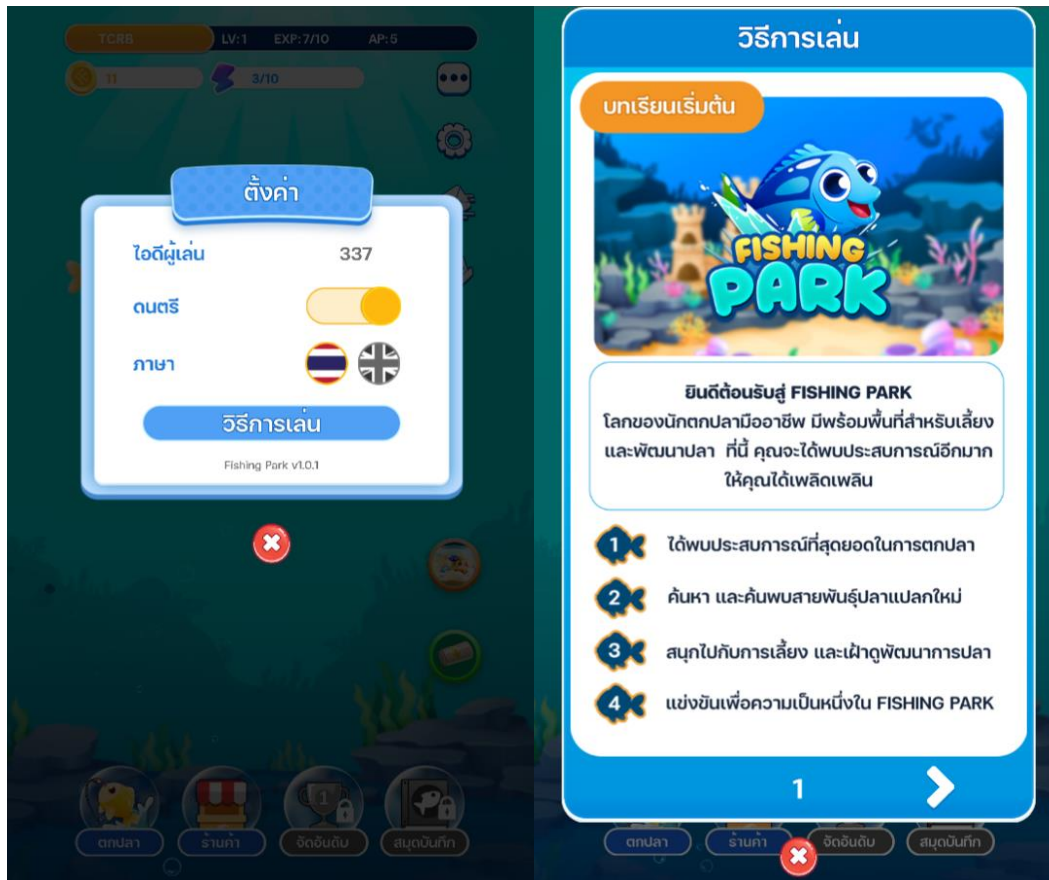 TCRB LV:1 EXP:7/10 AP:5
11 3/10
ตั้งค่า
ไอดีผู้เล่น 337
ดนตรี
ภาษา
วิธีการเล่น
Fishing Park v1.0.1
ตกปลา ร้านค้า จัดอันดับ สมุดบันทึก
วิธีการเล่น
บทเรียนเริ่มต้น
FISHING
PARK
ยินดีต้อนรับสู่ FISHING PARK
โลกของนักตกปลามืออาชีพ มีพร้อมพื้นที่สำหรับเลี้ยง
และพัฒนาปลา ที่นี้ คุณจะได้พบประสบการณ์อีกมาก
ให้คุณได้เพลิดเพลิน
1 ได้พบประสบการณ์ที่สุดยอดในการตกปลา
2 ค้นหา และค้นพบสายพันธุ์ปลาแปลกใหม่
3 สนุกไปกับการเลี้ยง และเฝ้าดูพัฒนาการปลา
4 แข่งขันเพื่อความเป็นหนึ่งใน FISHING PARK
1
ตกปลา ร้านค้า จัดอันดับ สมุดบันทึก